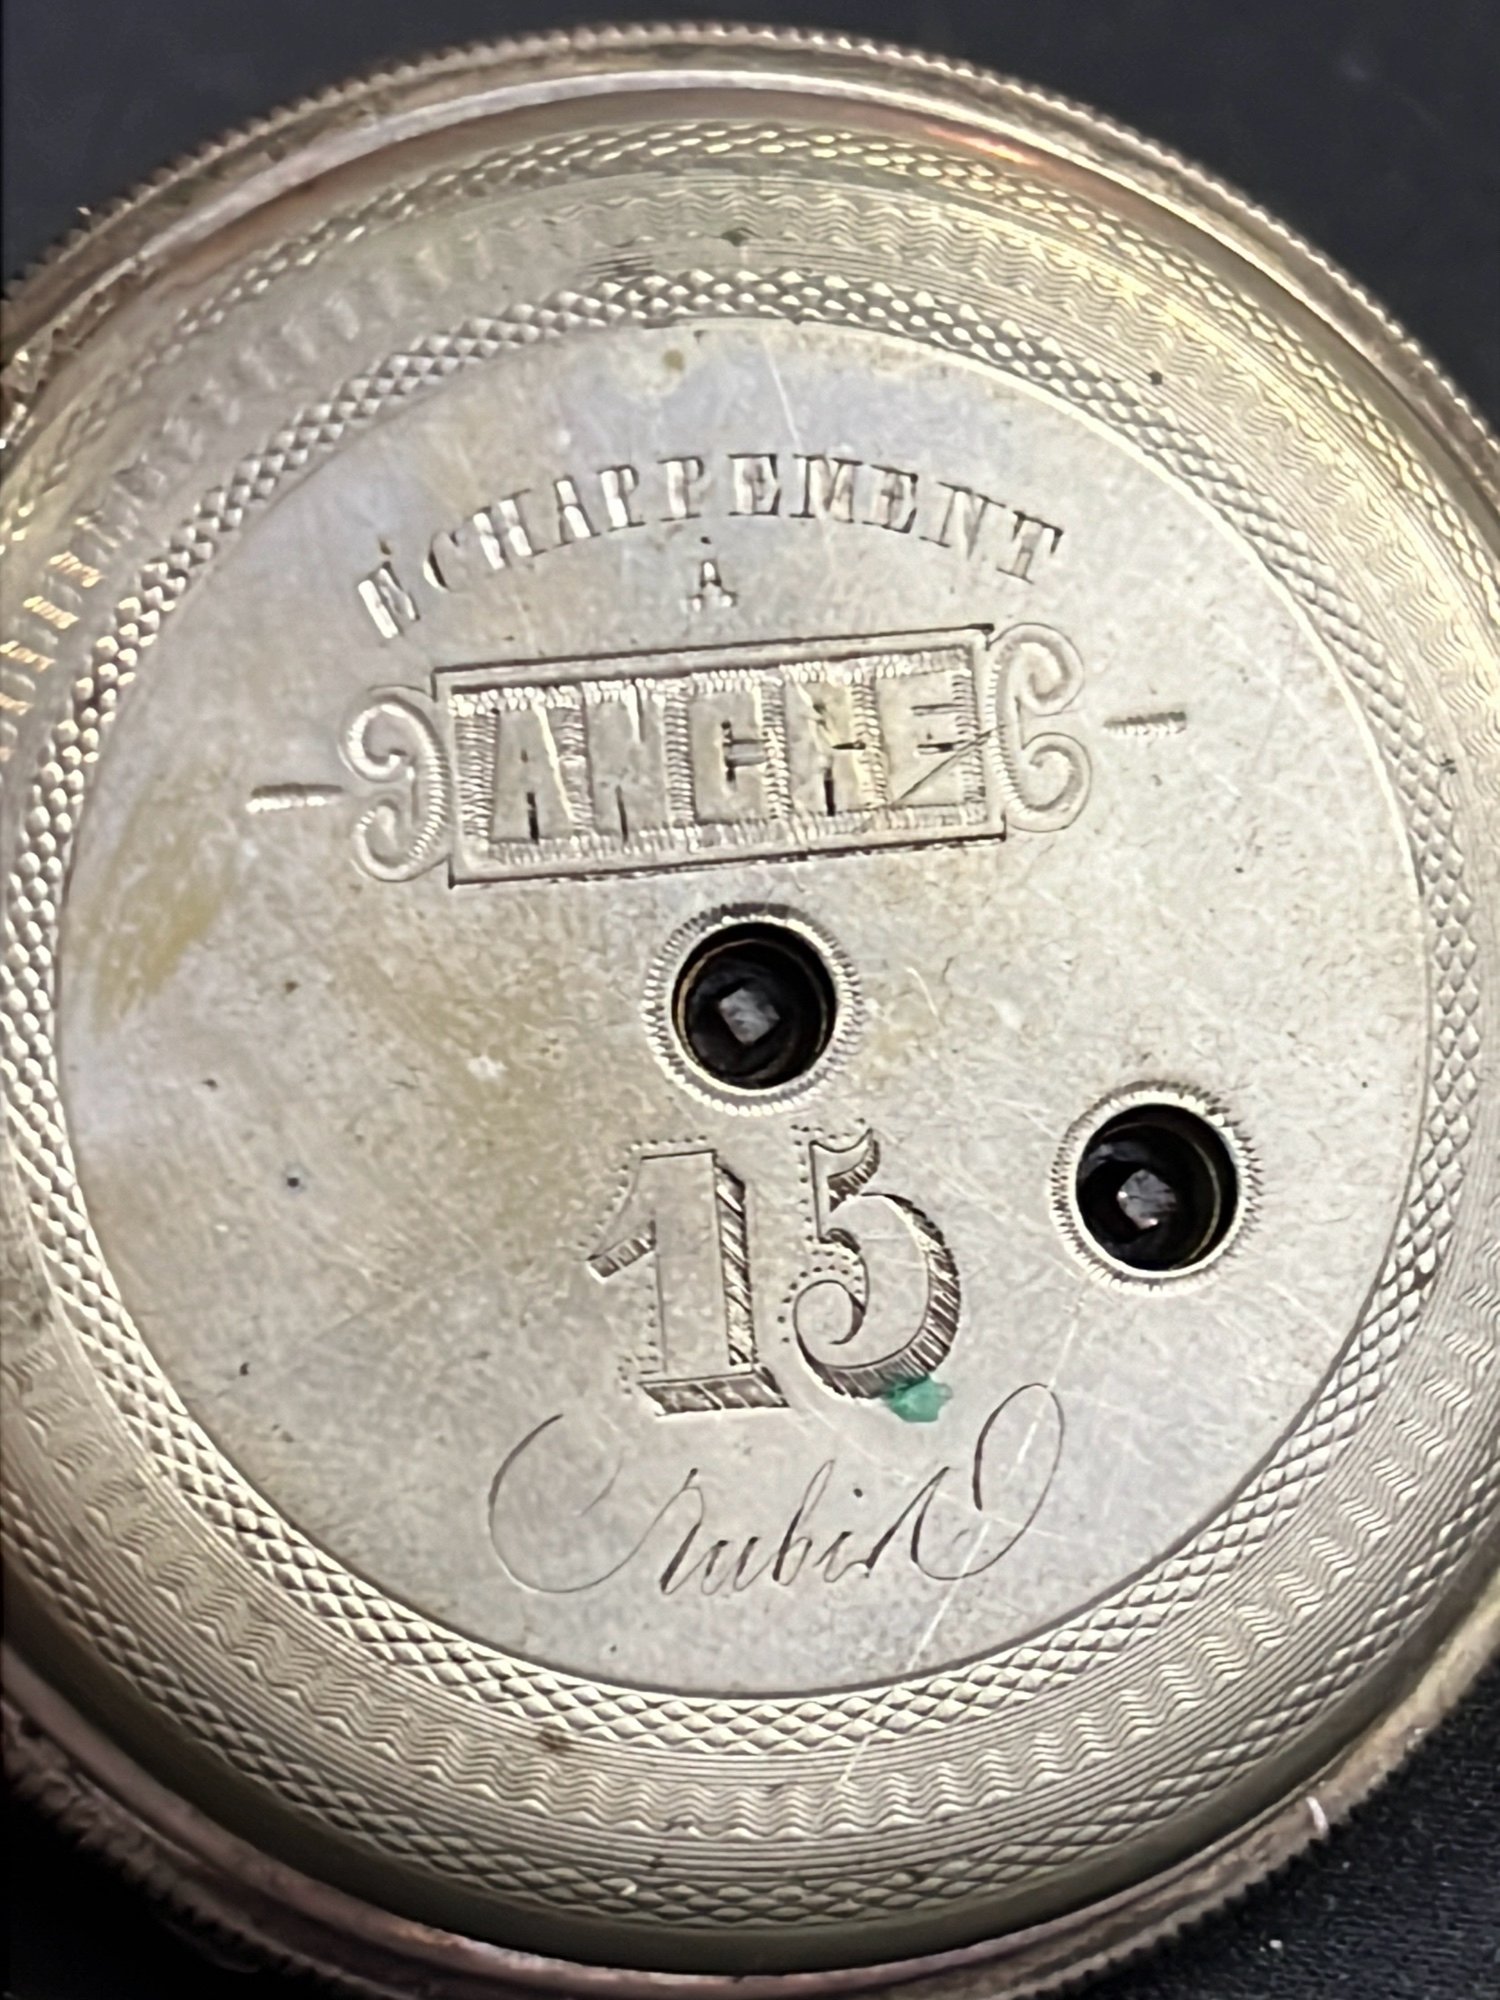 ÉCHAPPEMENT
À
ANCRE
15
Rubis